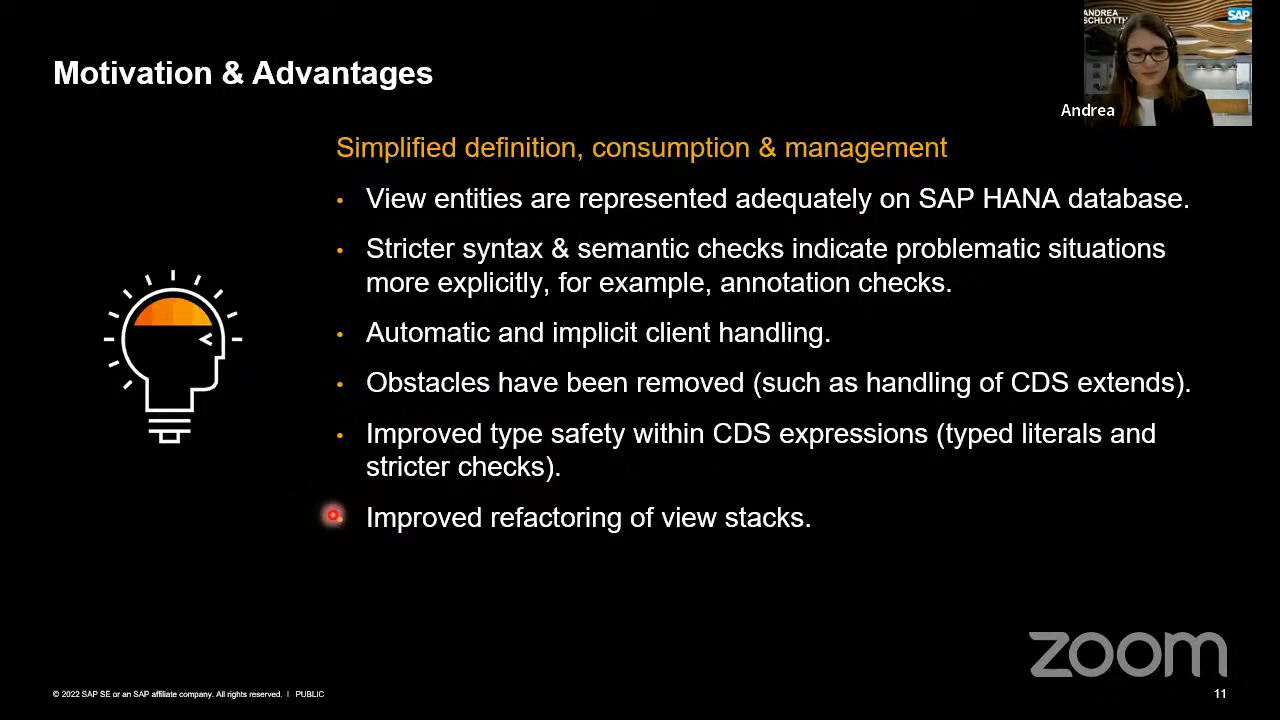 ANDREA
SCHLOTTH
SAP
Andrea
Motivation & Advantages
Simplified definition, consumption & management
• View entities are represented adequately on SAP HANA database.
• Stricter syntax & semantic checks indicate problematic situations
more explicitly, for example, annotation checks.
• Automatic and implicit client handling.
• Obstacles have been removed (such as handling of CDS extends).
• Improved type safety within CDS expressions (typed literals and
stricter checks).
• Improved refactoring of view stacks.
zoom
© 2022 SAP SE or an SAP affiliate company. All rights reserved. | PUBLIC
11